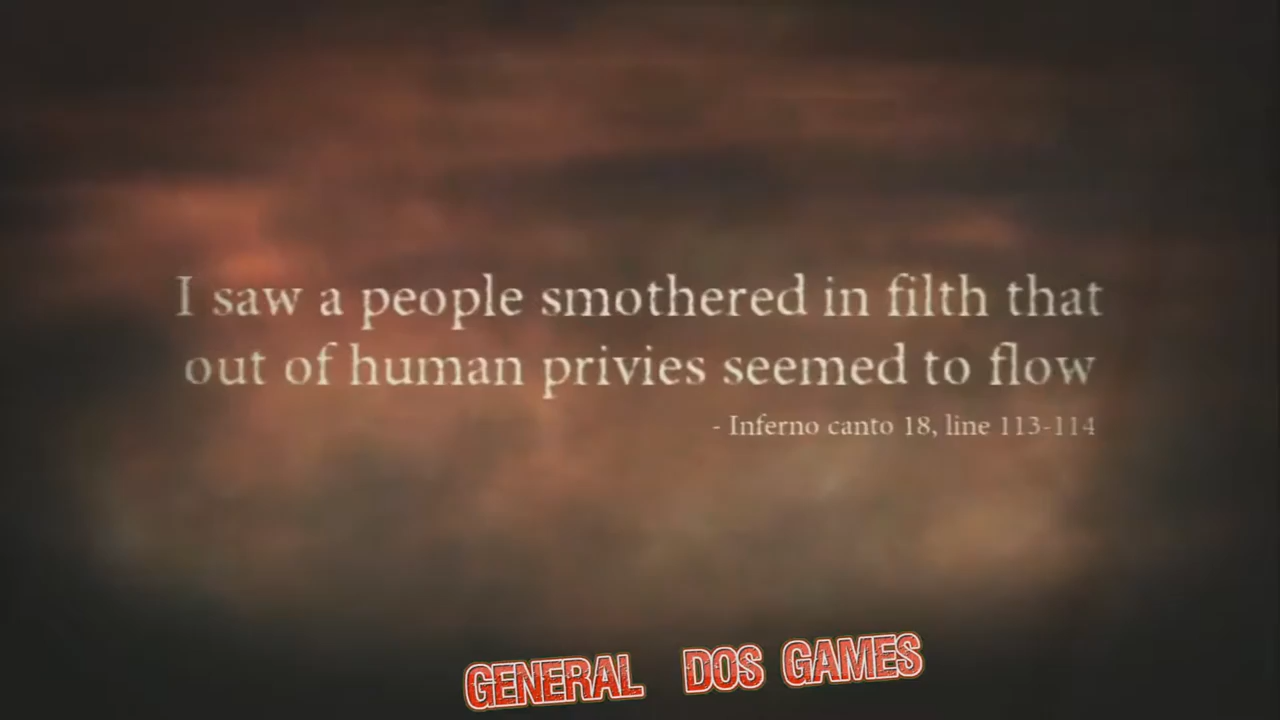 I saw a people smothered in filth that
out of human privies seemed to flow
- Inferno canto 18, line 113-114
GENERAL DOS GAMES